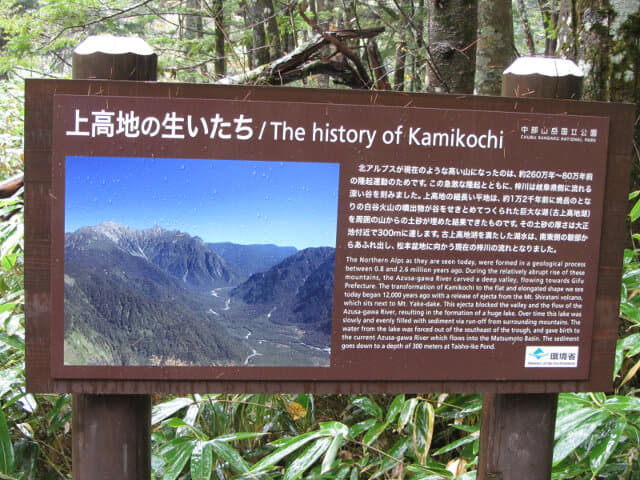 上高地の生いたち / The history of Kamikochi
中部山岳国立公園
CHUBU SANGAKU NATIONAL PARK
北アルプスが現在のような高い山になったのは、約260万年~80万年前
の隆起運動のためです。この急激な隆起とともに、梓川は岐阜県側に流れる
深い谷を刻みました。上高地の細長い平地は、約1万2千年前に焼岳のとな
りの白谷火山の噴出物が谷をせきとめてつくられた巨大な湖(古上高地湖)
を周囲の山からの土砂が埋めた結果できたものです。その土砂の厚さは大正
池付近で300mに達します。古上高地湖を満たした湖水は、南東側の鞍部か
らあふれ出し、松本盆地に向かう現在の梓川の流れとなりました。
The Northern Alps as they are seen today, were formed in a geological process
between 0.8 and 2.6 million years ago. During the relatively abrupt rise of these
mountains, the Azusa-gawa River carved a deep valley, flowing towards Gifu
Prefecture. The transformation of Kamikochi to the flat and elongated shape we see
today began 12,000 years ago with a release of ejecta from the Mt. Shiratani volcano,
which sits next to Mt. Yake-dake. This ejecta blocked the valley and the flow of the
Azusa-gawa River, resulting in the formation of a huge lake. Over time this lake was
slowly and evenly filled with sediment via run-off from surrounding mountains. The
water from the lake was forced out of the southeast of the trough, and gave birth to
the current Azusa-gawa River which flows into the Matsumoto Basin. The sediment
goes down to a depth of 300 meters at Taisho-ike Pond.
環境省